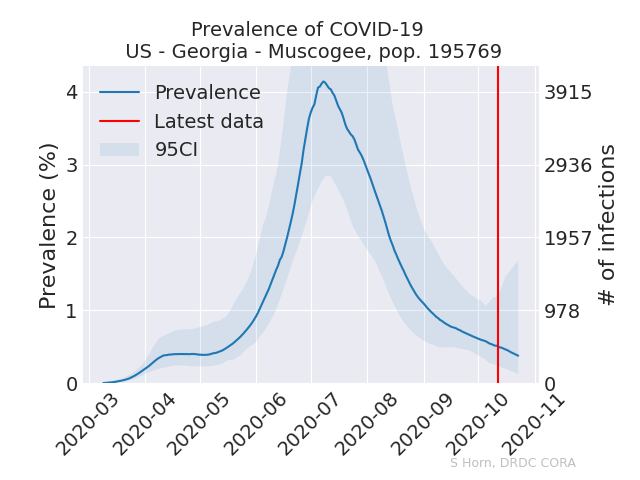 Prevalence of COVID-19
US - Georgia - Muscogee, pop. 195769
Prevalence
Latest data
95CI
Prevalence (%)
4
3
2
1
0
3915
2936
1957
978
0
# of infections
2020-03
2020-04
2020-05
2020-06
2020-07
2020-08
2020-09
2020-10
2020-11
S Horn, DRDC CORA